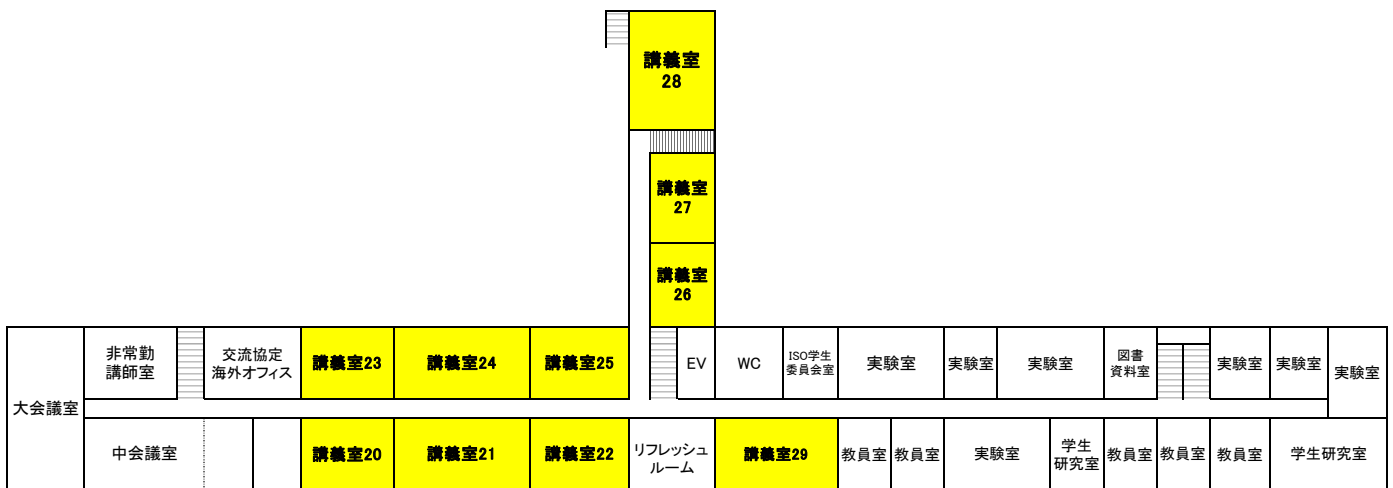 講義室
28
講義室
27
講義室
26
非常勤
講師室
交流協定
海外オフィス
講義室23
講義室24
講義室25
EV
WC
ISO学生
委員会室
実験室
実験室
実験室
図書
資料室
実験室
実験室
実験室
大会議室
中会議室
講義室20
講義室21
講義室22
リフレッシュ
ルーム
講義室29
教員室
教員室
実験室
学生
研究室
教員室
教員室
教員室
学生研究室